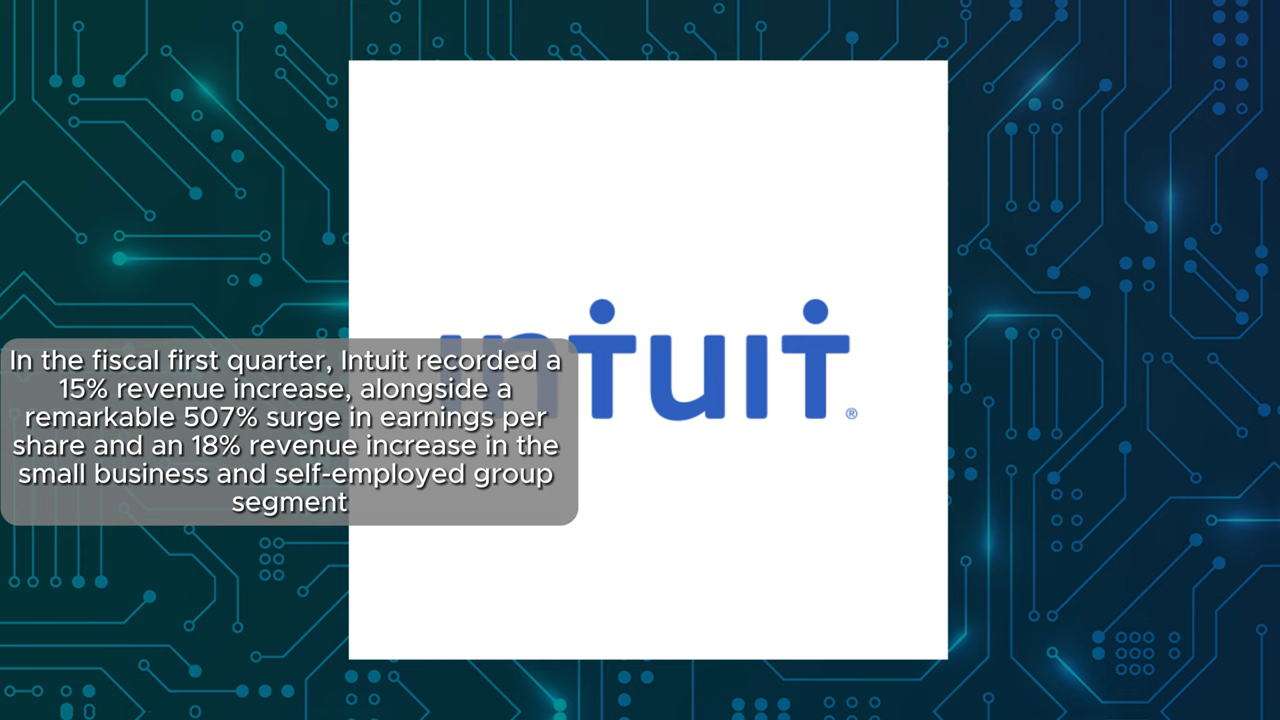 In the fiscal first quarter, Intuit recorded a
15% revenue increase, alongside a
remarkable 507% surge in earnings per
share and an 18% revenue increase in the
small business and self-employed group
segment
ınTUIT®